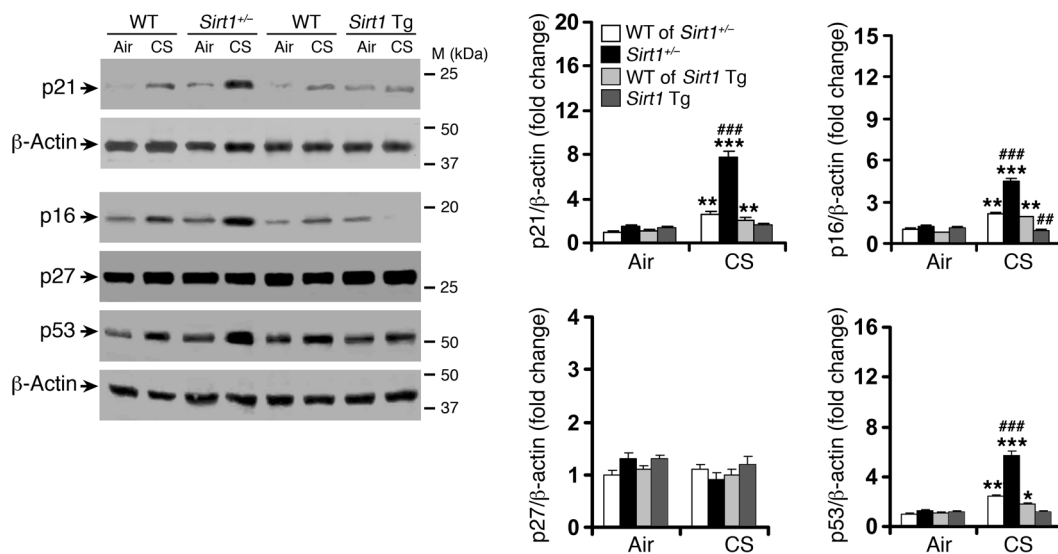 WT Sirt1+/– WT Sirt1 Tg
Air CS Air CS Air CS Air CS M (kDa)
p21 25
β-Actin 50
37
p16 20
p27 25
p53 50
β-Actin 50
37
p21/β-actin (fold change)
20
16
12
8
4
0
WT of Sirt1+/–
Sirt1+/–
WT of Sirt1 Tg
Sirt1 Tg
###
***
** **
Air CS
p16/β-actin (fold change)
15
12
9
6
3
0
###
***
** ** ##
Air CS
p27/β-actin (fold change)
4
3
2
1
0
Air CS
p53/β-actin (fold change)
16
12
8
4
0
###
***
** *
Air CS